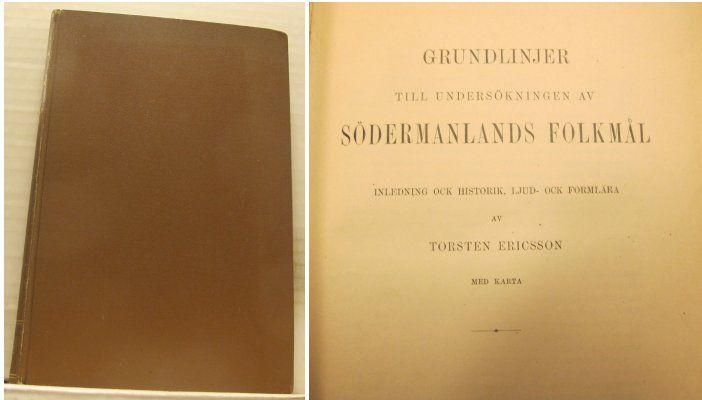 GRUNDLINJER
TILL UNDERSÖKNINGEN AV
SÖDERMANLANDS FOLKMÅL
INLEDNING OCK HISTORIK, LJUD- OCK FORMLÄRA
AV
TORSTEN ERICSSON
MED KARTA